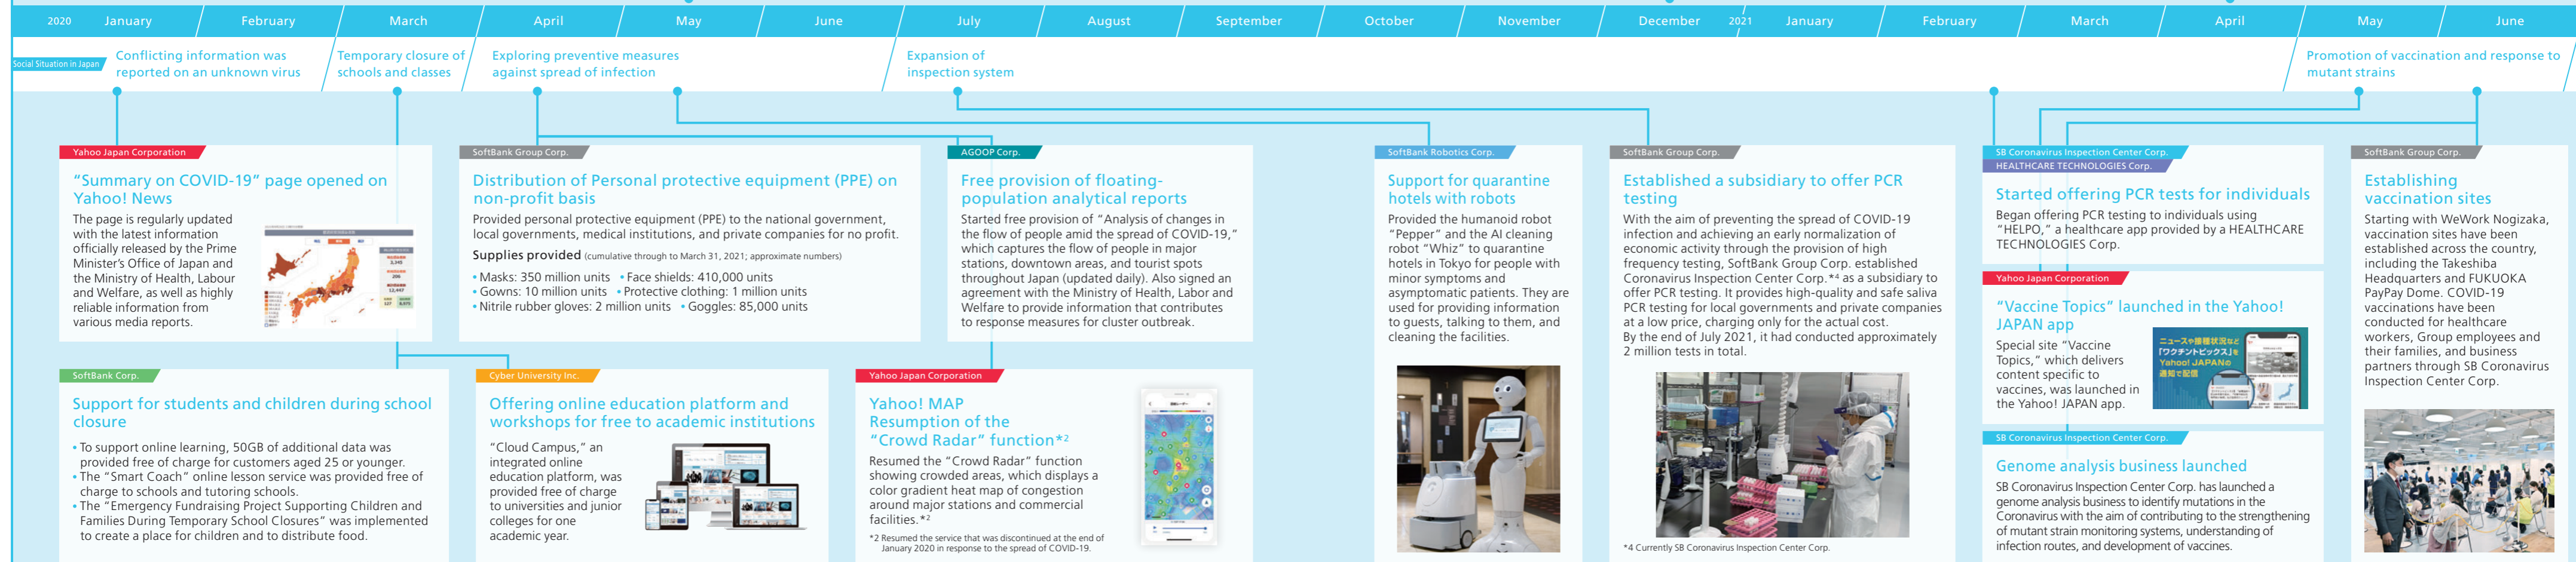 2020 January February March April May June July August September October November December 2021 January February March April May June
Social Situation in Japan
Conflicting information was
reported on an unknown virus
Temporary closure of
schools and classes
Exploring preventive measures
against spread of infection
Expansion of
inspection system
Promotion of vaccination and response to
mutant strains
Yahoo Japan Corporation
“Summary on COVID-19” page opened on
Yahoo! News
The page is regularly updated
with the latest information
officially released by the Prime
Minister’s Office of Japan and
the Ministry of Health, Labour
and Welfare, as well as highly
reliable information from
various media reports.
SoftBank Group Corp.
Distribution of Personal protective equipment (PPE) on
non-profit basis
Provided personal protective equipment (PPE) to the national government,
local governments, medical institutions, and private companies for no profit.
Supplies provided (cumulative through to March 31, 2021; approximate numbers)
• Masks: 350 million units • Face shields: 410,000 units
• Gowns: 10 million units • Protective clothing: 1 million units
• Nitrile rubber gloves: 2 million units • Goggles: 85,000 units
AGOOP Corp.
Free provision of floating-
population analytical reports
Started free provision of “Analysis of changes in
the flow of people amid the spread of COVID-19,”
which captures the flow of people in major
stations, downtown areas, and tourist spots
throughout Japan (updated daily). Also signed an
agreement with the Ministry of Health, Labor and
Welfare to provide information that contributes
to response measures for cluster outbreak.
SoftBank Robotics Corp.
Support for quarantine
hotels with robots
Provided the humanoid robot
“Pepper” and the AI cleaning
robot “Whiz” to quarantine
hotels in Tokyo for people with
minor symptoms and
asymptomatic patients. They are
used for providing information
to guests, talking to them, and
cleaning the facilities.
SoftBank Group Corp.
Established a subsidiary to offer PCR
testing
With the aim of preventing the spread of COVID-19
infection and achieving an early normalization of
economic activity through the provision of high
frequency testing, SoftBank Group Corp. established
Coronavirus Inspection Center Corp.*4 as a subsidiary to
offer PCR testing. It provides high-quality and safe saliva
PCR testing for local governments and private companies
at a low price, charging only for the actual cost.
By the end of July 2021, it had conducted approximately
2 million tests in total.
*4 Currently SB Coronavirus Inspection Center Corp.
SB Coronavirus Inspection Center Corp.
HEALTHCARE TECHNOLOGIES Corp.
Started offering PCR tests for individuals
Began offering PCR testing to individuals using
“HELPO,” a healthcare app provided by a HEALTHCARE
TECHNOLOGIES Corp.
Yahoo Japan Corporation
“Vaccine Topics” launched in the Yahoo!
JAPAN app
Special site “Vaccine
Topics,” which delivers
content specific to
vaccines, was launched in
the Yahoo! JAPAN app.
ニュースや接種状況など
「ワクチントピックス」を
Yahoo! JAPANの
通知で配信
SB Coronavirus Inspection Center Corp.
Genome analysis business launched
SB Coronavirus Inspection Center Corp. has launched a
genome analysis business to identify mutations in the
Coronavirus with the aim of contributing to the strengthening
of mutant strain monitoring systems, understanding of
infection routes, and development of vaccines.
SoftBank Group Corp.
Establishing
vaccination sites
Starting with WeWork Nogizaka,
vaccination sites have been
established across the country,
including the Takeshiba
Headquarters and FUKUOKA
PayPay Dome. COVID-19
vaccinations have been
conducted for healthcare
workers, Group employees and
their families, and business
partners through SB Coronavirus
Inspection Center Corp.
SoftBank Corp.
Support for students and children during school
closure
• To support online learning, 50GB of additional data was
provided free of charge for customers aged 25 or younger.
• The “Smart Coach” online lesson service was provided free of
charge to schools and tutoring schools.
• The “Emergency Fundraising Project Supporting Children and
Families During Temporary School Closures” was implemented
to create a place for children and to distribute food.
Cyber University Inc.
Offering online education platform and
workshops for free to academic institutions
“Cloud Campus,” an
integrated online
education platform, was
provided free of charge
to universities and junior
colleges for one
academic year.
Yahoo Japan Corporation
Yahoo! MAP
Resumption of the
“Crowd Radar” function*2
Resumed the “Crowd Radar” function
showing crowded areas, which displays a
color gradient heat map of congestion
around major stations and commercial
facilities.*2
*2 Resumed the service that was discontinued at the end of
January 2020 in response to the spread of COVID-19.